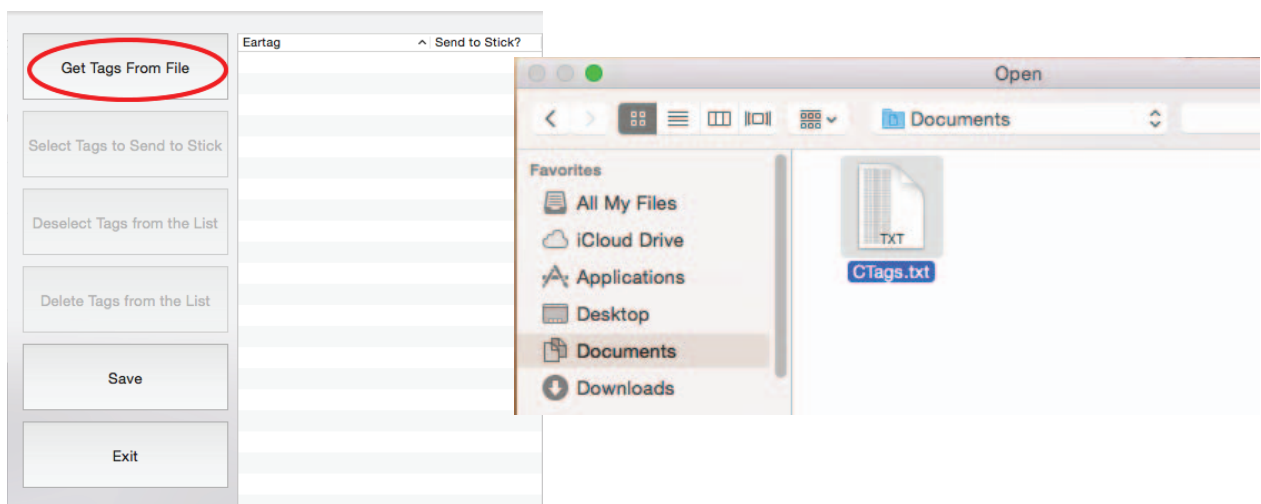 Get Tags From File
Select Tags to Send to Stick
Deselect Tags from the List
Delete Tags from the List
Save
Exit
Eartag
Send to Stick?
Open
Documents
Favorites
All My Files
iCloud Drive
Applications
Desktop
Documents
Downloads
TXT
CTags.txt